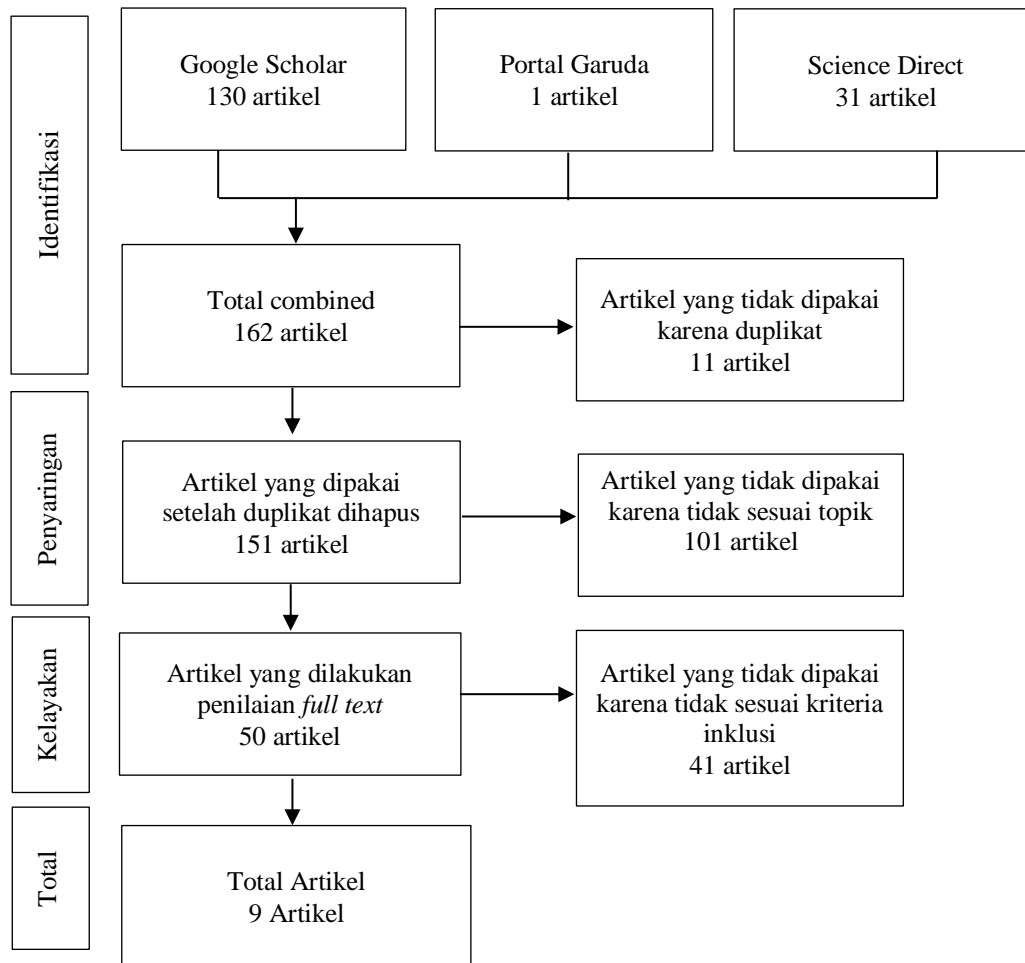 Identifikasi
Google Scholar
130 artikel
Portal Garuda
1 artikel
Science Direct
31 artikel
Total combined
162 artikel
Artikel yang tidak dipakai
karena duplikat
11 artikel
Penyaringan
Artikel yang dipakai
setelah duplikat dihapus
151 artikel
Artikel yang tidak dipakai
karena tidak sesuai topik
101 artikel
Kelayakan
Artikel yang dilakukan
penilaian full text
50 artikel
Artikel yang tidak dipakai
karena tidak sesuai kriteria
inklusi
41 artikel
Total
Total Artikel
9 Artikel